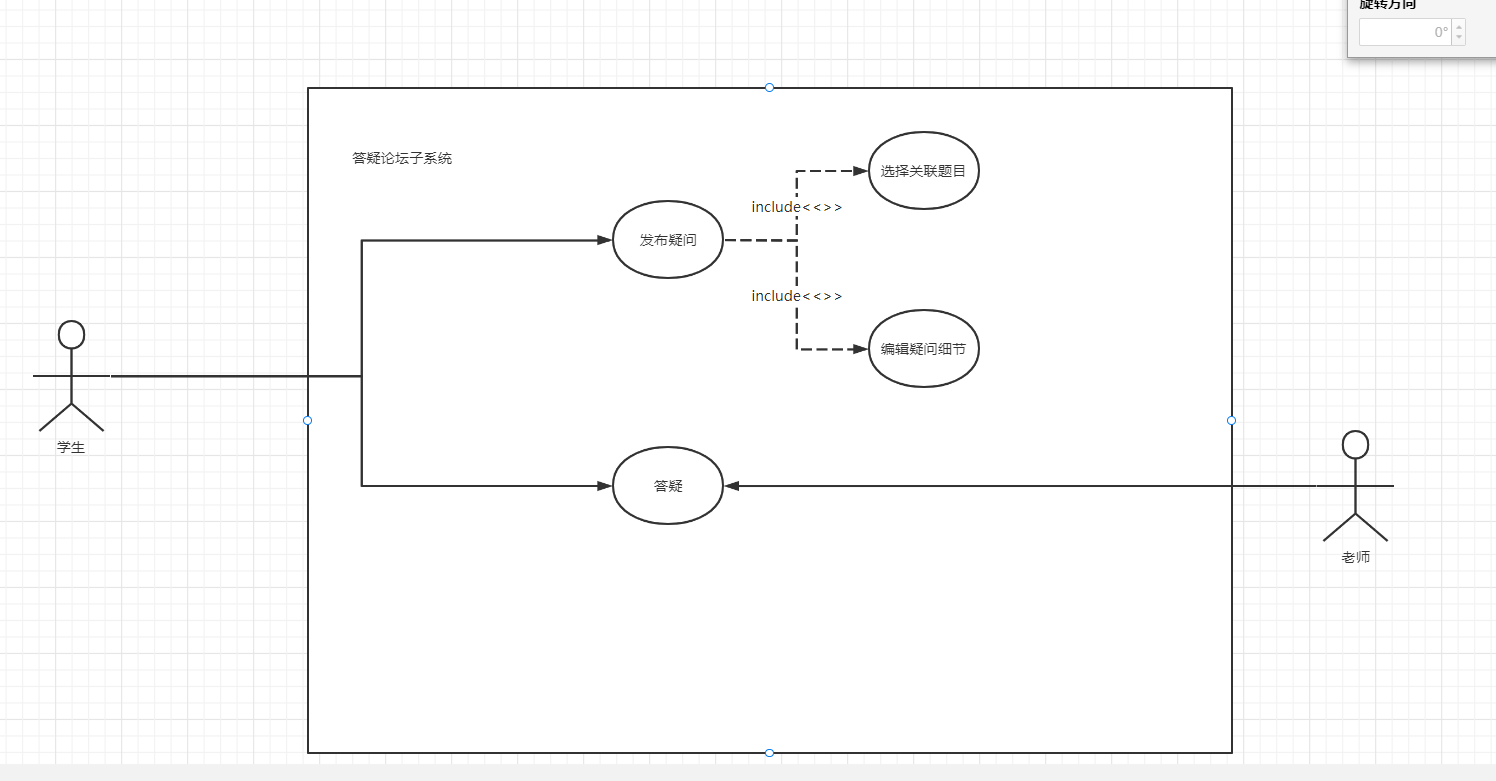 旋转方向
0°
答疑论坛子系统
选择关联题目
include<<>>
发布疑问
include<<>>
编辑疑问细节
学生
答疑
老师